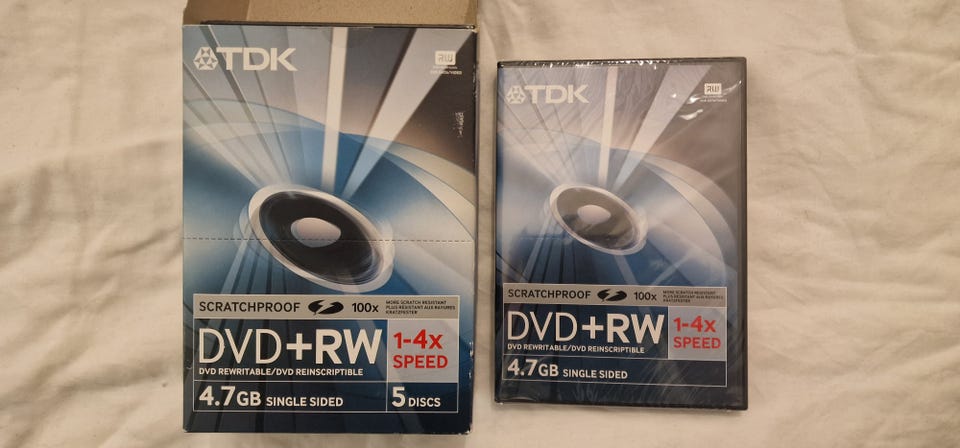 TDK
RW
SCRATCHPROOF 100x
MORE SCRATCH RESISTANT
PLUS RESISTANT AUX RAYURES
KRATZFESTER
DVD+RW
1-4x
SPEED
DVD REWRITABLE/DVD REINSCRIPTIBLE
4.7GB SINGLE SIDED
5 DISCS
TDK
RW
SCRATCHPROOF 100x
MORE SCRATCH RESISTANT
PLUS RESISTANT AUX RAYURES
KRATZFESTER
DVD+RW
1-4x
SPEED
DVD REWRITABLE/DVD REINSCRIPTIBLE
4.7GB SINGLE SIDED